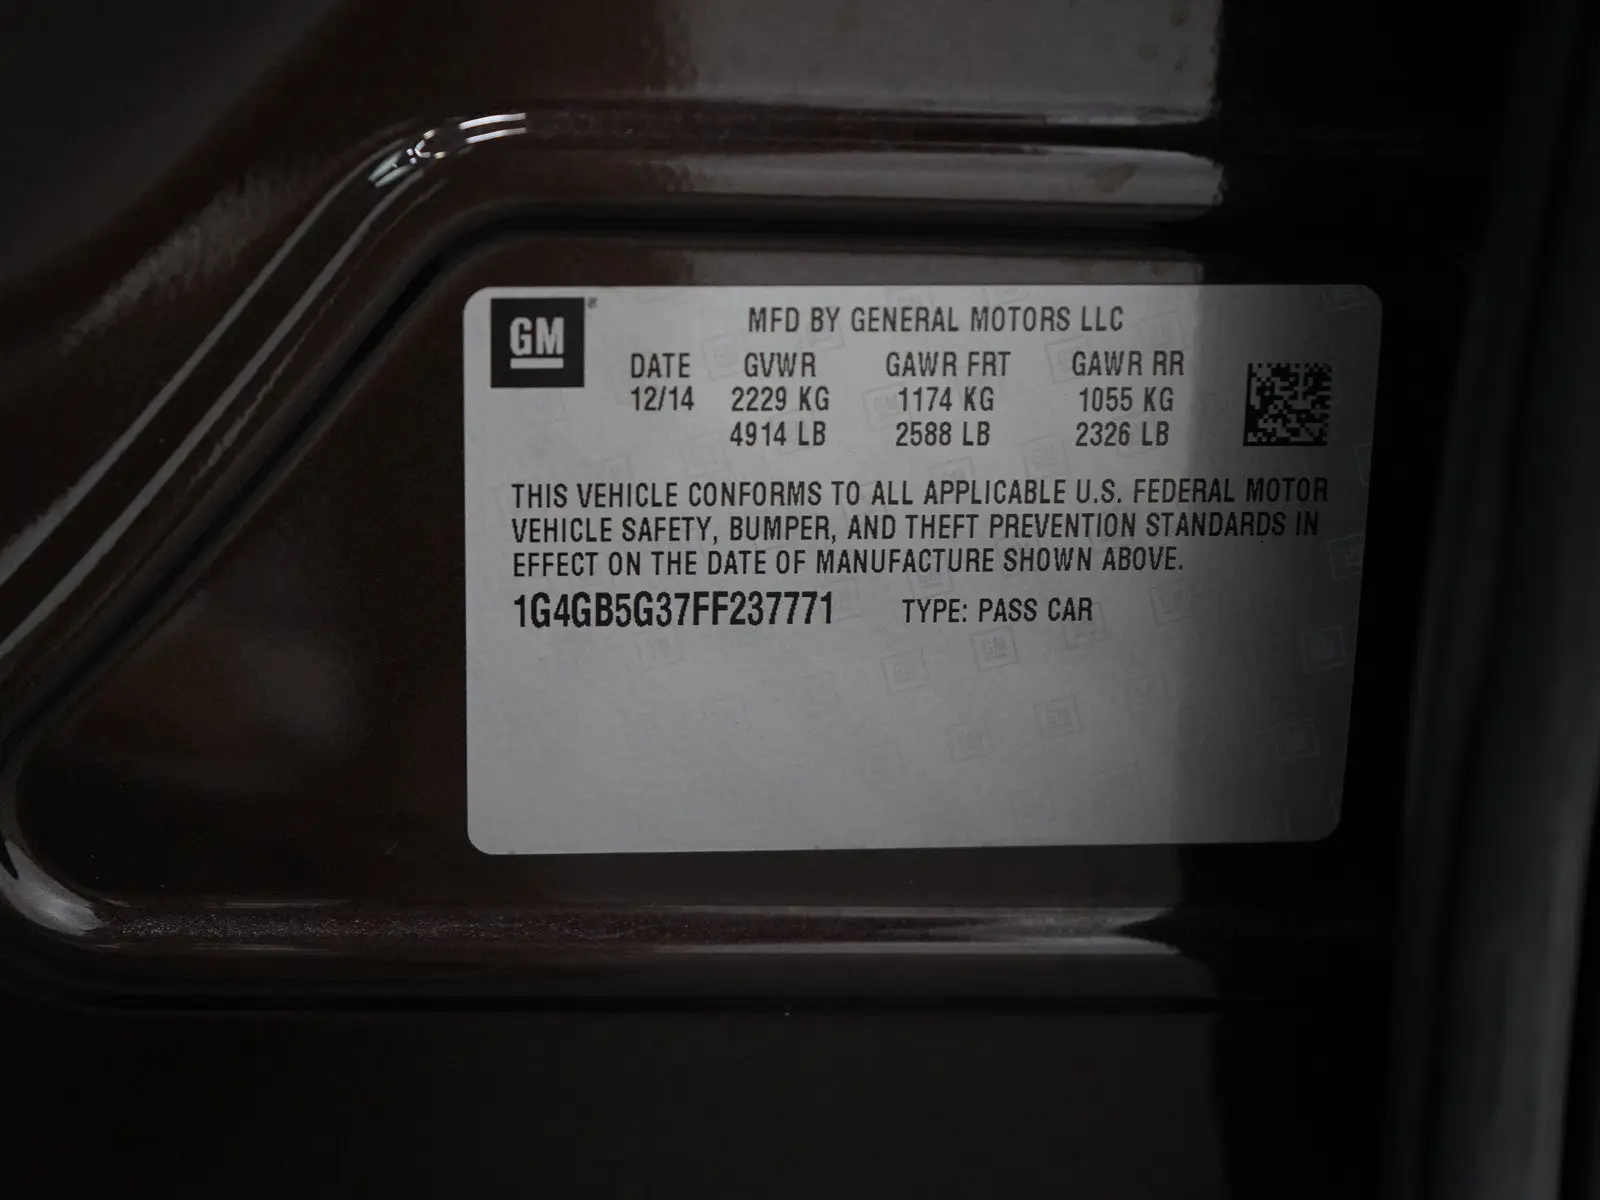 GM®
MFD BY GENERAL MOTORS LLC
DATE GVWR GAWR FRT GAWR RR
12/14 2229 KG 1174 KG 1055 KG
4914 LB 2588 LB 2326 LB
THIS VEHICLE CONFORMS TO ALL APPLICABLE U.S. FEDERAL MOTOR
VEHICLE SAFETY, BUMPER, AND THEFT PREVENTION STANDARDS IN
EFFECT ON THE DATE OF MANUFACTURE SHOWN ABOVE.
1G4GB5G37FF237771 TYPE: PASS CAR